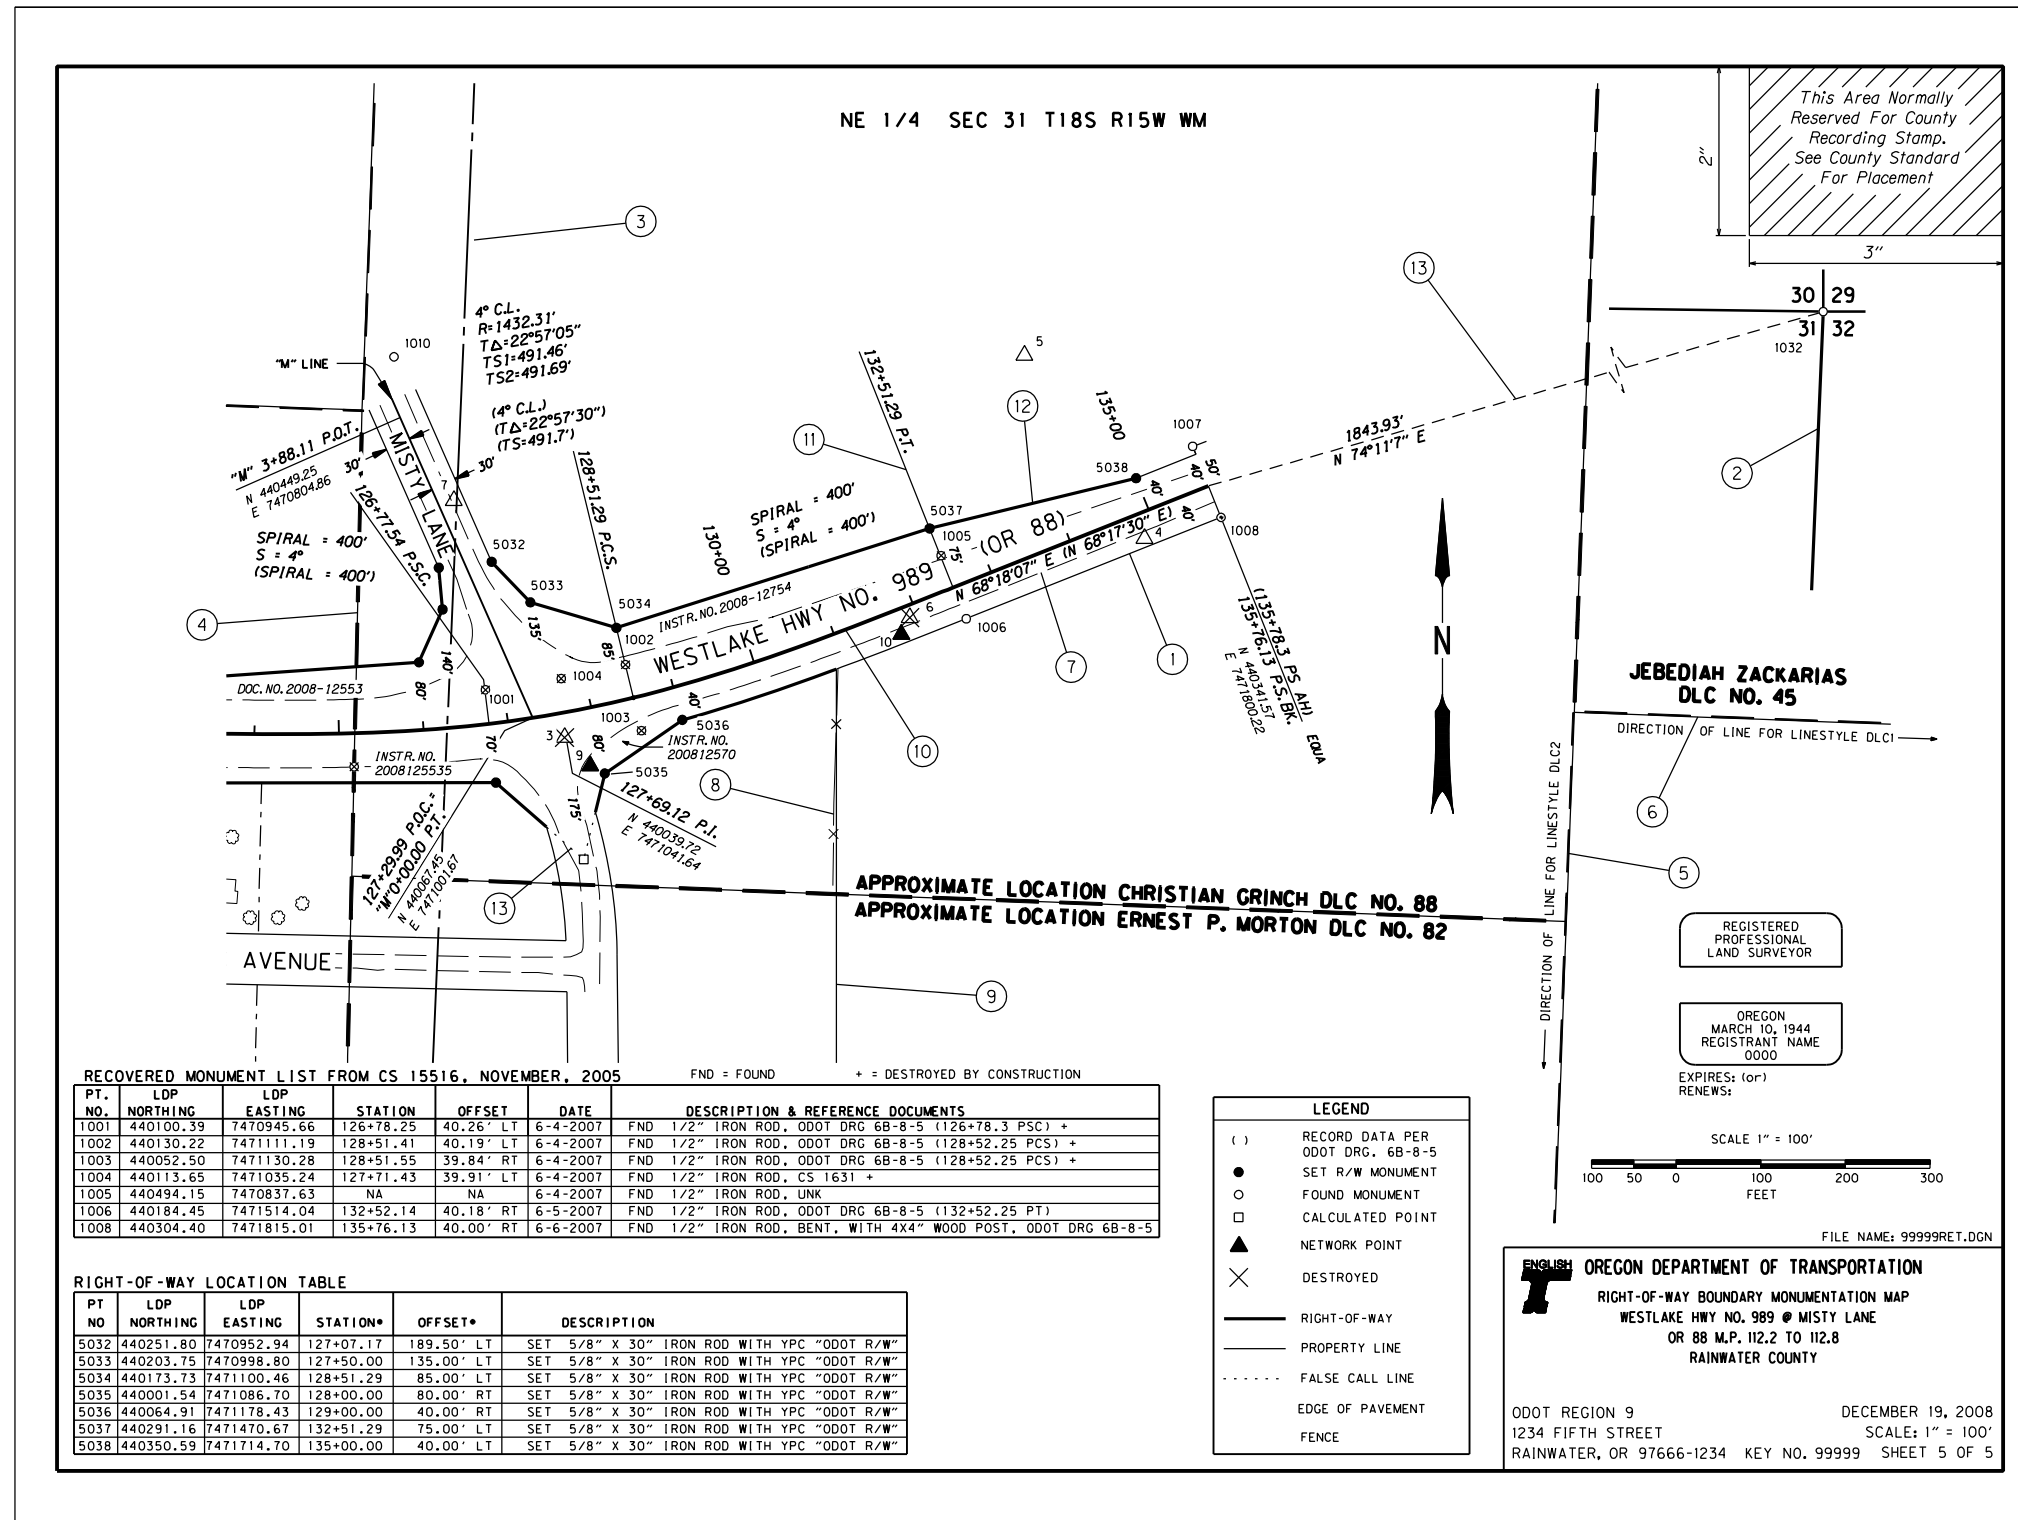 NE 1/4 SEC 31 T18S R15W WM
This Area Normally
Reserved For County
Recording Stamp.
See County Standard
For Placement
2"
3"
30 29
31 32
1032
3
13
2
4° C.L.
R=1432.31'
T△=22°57'05"
TS1=491.46'
TS2=491.69'
(4° C.L.)
(T△=22°57'30")
(TS=491.7')
1010
"M" LINE
"M" 3+88.11 P.O.T.
N 440449.25
E 7470804.86
30'
30'
MISTY LANE
7
126+77.54 P.S.C.
SPIRAL = 400'
S = 4°
(SPIRAL = 400')
128+51.29 P.C.S.
130+00
SPIRAL = 400'
S = 4°
(SPIRAL = 400')
132+51.29 P.T.
11
12
5
135+00
1007
5038
40'
50'
40'
40'
1843.93'
N 74°11'7" E
5032
5033
5034
5037
1005
75'
4
1008
4
135'
85'
1002
INSTR.NO.2008-12754
WESTLAKE HWY NO. 989 (OR 88)
N 68°18'07" E (N 68°17'30" E)
6
10
1006
7
1
(135+78.3 PS AH)
135+76.13 P.S.BK. EQUA
N 440341.57
E 7471800.22
N
140'
80'
DOC.NO.2008-12553
1001
1004
1003
40'
5036
INSTR.NO.
200812570
3
9
80'
5035
70'
INSTR.NO.
2008125535
175'
127+69.12 P.I.
N 440039.72
E 7471041.64
8
10
127+29.99 P.O.C.=
"M"0+00.00 P.T.
N 440067.45
E 7471001.67
13
APPROXIMATE LOCATION CHRISTIAN GRINCH DLC NO. 88
APPROXIMATE LOCATION ERNEST P. MORTON DLC NO. 82
AVENUE
9
JEBEDIAH ZACKARIAS
DLC NO. 45
DIRECTION OF LINE FOR LINESTYLE DLC1
DIRECTION OF LINE FOR LINESTYLE DLC2
6
5
REGISTERED
PROFESSIONAL
LAND SURVEYOR
OREGON
MARCH 10, 1944
REGISTRANT NAME
0000
EXPIRES: (or)
RENEWS:
SCALE 1" = 100'
100 50 0 100 200 300
FEET
RECOVERED MONUMENT LIST FROM CS 15516, NOVEMBER, 2005 FND = FOUND + = DESTROYED BY CONSTRUCTION
PT. NO. LDP NORTHING LDP EASTING STATION OFFSET DATE DESCRIPTION & REFERENCE DOCUMENTS
1001 440100.39 7470945.66 126+78.25 40.26' LT 6-4-2007 FND 1/2" IRON ROD, ODOT DRG 6B-8-5 (126+78.3 PSC) +
1002 440130.22 7471111.19 128+51.41 40.19' LT 6-4-2007 FND 1/2" IRON ROD, ODOT DRG 6B-8-5 (128+52.25 PCS) +
1003 440052.50 7471130.28 128+51.55 39.84' RT 6-4-2007 FND 1/2" IRON ROD, ODOT DRG 6B-8-5 (128+52.25 PCS) +
1004 440113.65 7471035.24 127+71.43 39.91' LT 6-4-2007 FND 1/2" IRON ROD, CS 1631 +
1005 440494.15 7470837.63 NA NA 6-4-2007 FND 1/2" IRON ROD, UNK
1006 440184.45 7471514.04 132+52.14 40.18' RT 6-5-2007 FND 1/2" IRON ROD, ODOT DRG 6B-8-5 (132+52.25 PT)
1008 440304.40 7471815.01 135+76.13 40.00' RT 6-6-2007 FND 1/2" IRON ROD, BENT, WITH 4X4" WOOD POST, ODOT DRG 6B-8-5
RIGHT-OF-WAY LOCATION TABLE
PT NO LDP NORTHING LDP EASTING STATION• OFFSET• DESCRIPTION
5032 440251.80 7470952.94 127+07.17 189.50' LT SET 5/8" X 30" IRON ROD WITH YPC "ODOT R/W"
5033 440203.75 7470998.80 127+50.00 135.00' LT SET 5/8" X 30" IRON ROD WITH YPC "ODOT R/W"
5034 440173.73 7471100.46 128+51.29 85.00' LT SET 5/8" X 30" IRON ROD WITH YPC "ODOT R/W"
5035 440001.54 7471086.70 128+00.00 80.00' RT SET 5/8" X 30" IRON ROD WITH YPC "ODOT R/W"
5036 440064.91 7471178.43 129+00.00 40.00' RT SET 5/8" X 30" IRON ROD WITH YPC "ODOT R/W"
5037 440291.16 7471470.67 132+51.29 75.00' LT SET 5/8" X 30" IRON ROD WITH YPC "ODOT R/W"
5038 440350.59 7471714.70 135+00.00 40.00' LT SET 5/8" X 30" IRON ROD WITH YPC "ODOT R/W"
LEGEND
( ) RECORD DATA PER
ODOT DRG. 6B-8-5
SET R/W MONUMENT
FOUND MONUMENT
CALCULATED POINT
NETWORK POINT
DESTROYED
RIGHT-OF-WAY
PROPERTY LINE
FALSE CALL LINE
EDGE OF PAVEMENT
FENCE
FILE NAME: 99999RET.DGN
ENGLISH
OREGON DEPARTMENT OF TRANSPORTATION
RIGHT-OF-WAY BOUNDARY MONUMENTATION MAP
WESTLAKE HWY NO. 989 @ MISTY LANE
OR 88 M.P. 112.2 TO 112.8
RAINWATER COUNTY
ODOT REGION 9 DECEMBER 19, 2008
1234 FIFTH STREET SCALE: 1" = 100'
RAINWATER, OR 97666-1234 KEY NO. 99999 SHEET 5 OF 5